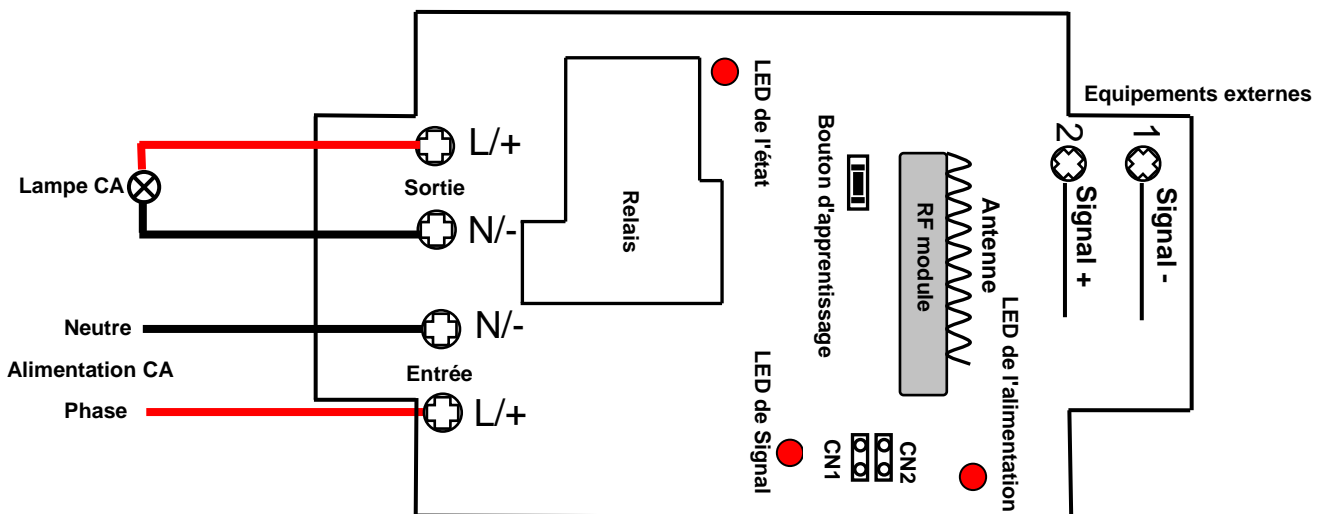 Equipements externes
LED de l'état
Bouton d'apprentissage
2
1
L/+
Lampe CA
Sortie
N/-
Relais
RF module
Antenne
Signal +
Signal -
Neutre
N/-
Alimentation CA
Entrée
Phase
L/+
LED de Signal
CN1
CN2
LED de l'alimentation